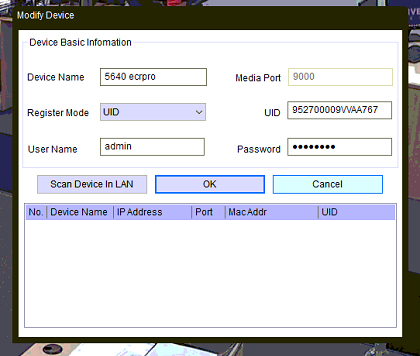 IVE
Modify Device
Device Basic Infomation
Device Name 5640 ecrpro Media Port 9000
Register Mode UID UID 952700009VVAA767
User Name admin Password ●●●●●●●●
Scan Device In LAN OK Cancel
No. Device Name IP Address Port Mac Addr UID